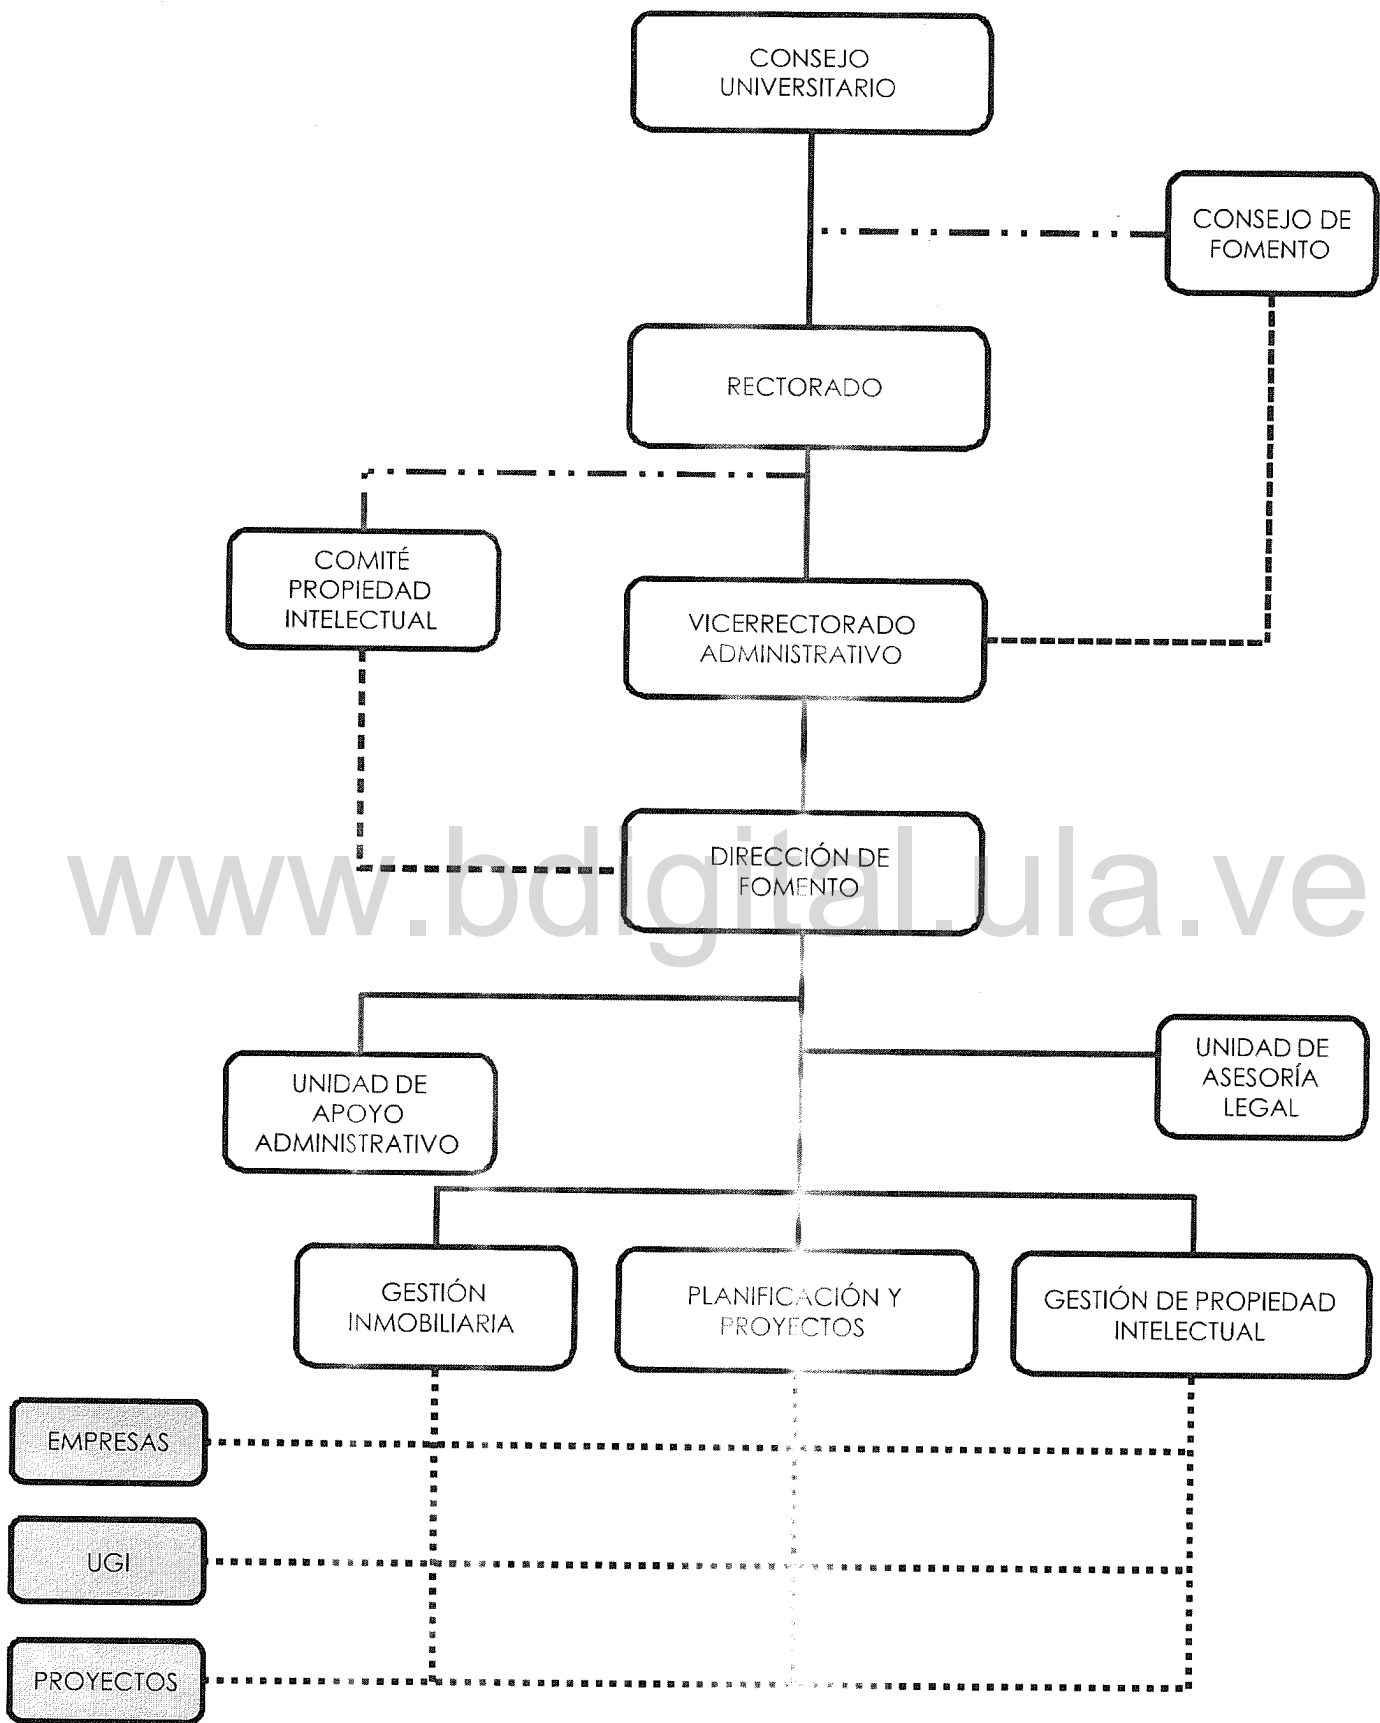 CONSEJO
UNIVERSITARIO
CONSEJO DE
FOMENTO
RECTORADO
COMITÉ
PROPIEDAD
INTELECTUAL
VICERRECTORADO
ADMINISTRATIVO
DIRECCIÓN DE
FOMENTO
www.bdigital.ula.ve
UNIDAD DE
APOYO
ADMINISTRATIVO
UNIDAD DE
ASESORÍA
LEGAL
GESTIÓN
INMOBILIARIA
PLANIFICACIÓN Y
PROYECTOS
GESTIÓN DE PROPIEDAD
INTELECTUAL
EMPRESAS
UGI
PROYECTOS